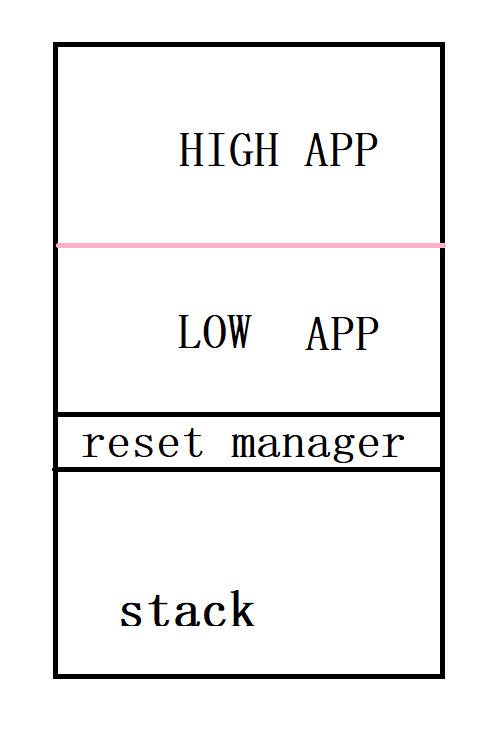 HIGH APP
LOW APP
reset manager
stack